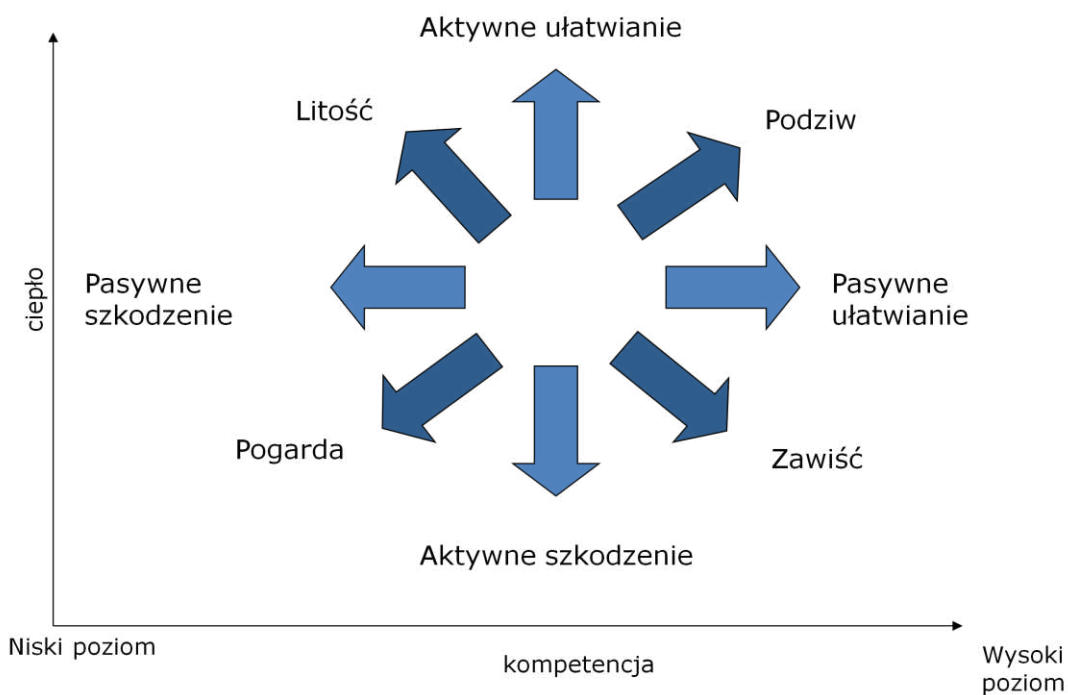 Aktywne ułatwianie
Litość
Podziw
ciepło
Pasywne
szkodzenie
Pasywne
ułatwianie
Pogarda
Zawiść
Aktywne szkodzenie
Niski poziom
kompetencja
Wysoki
poziom